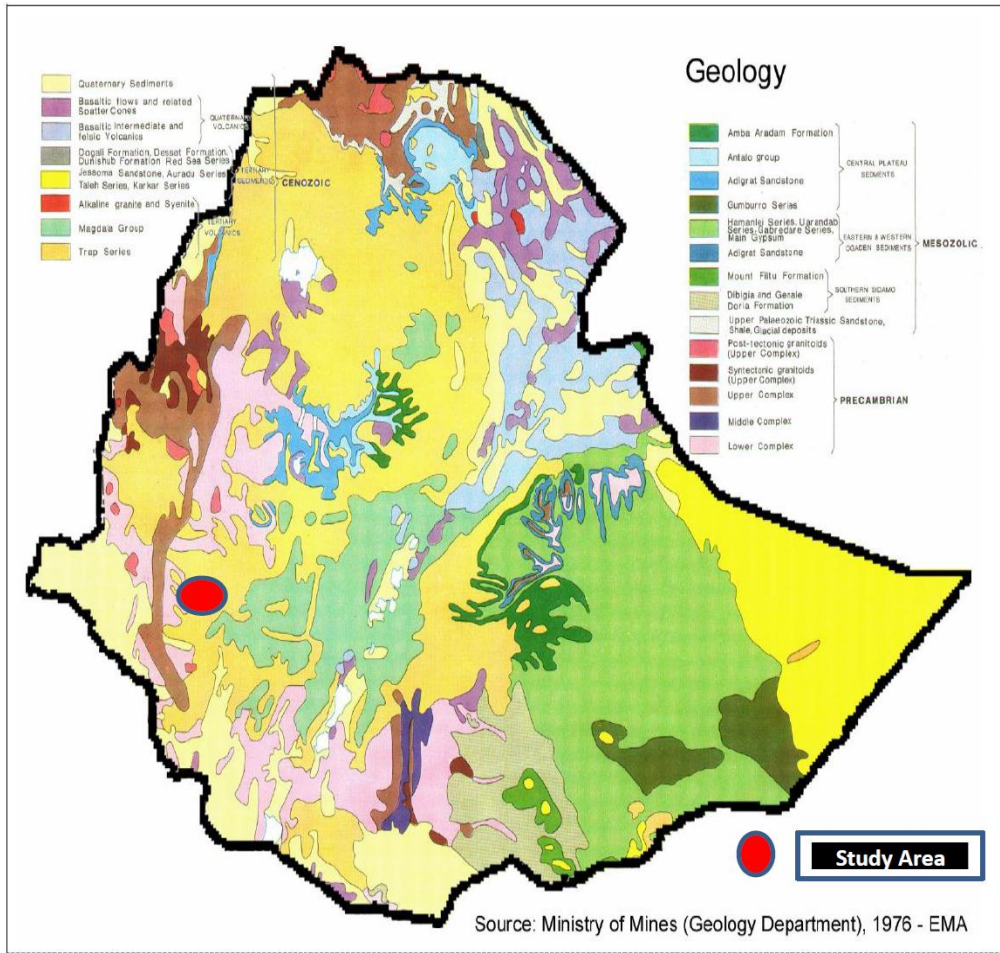 Geology
Quaternary Sediments
Basaltic flows and related
Spatter Cones
Basaltic Intermediate and
felsic Volcanics
QUATERNARY
VOLCANICS
Dogali Formation, Desset Formation,
Dunishub Formation Red Sea Series
Jessoma Sandstone, Auradu Series
Taleh Series, Karkar Series
TERTIARY
SEDIMENTS
CENOZOIC
Alkaline granite and Syenite
Magdala Group
Trap Series
TERTIARY
VOLCANICS
Amba Aradam Formation
Antalo group
Adigrat Sandstone
Gumburro Series
CENTRAL PLATEAU
SEDIMENTS
Hamanlei Series, Uarandab
Series, Gabredare Series,
Main Gypsum
Adigrat Sandstone
EASTERN & WESTERN
OGADEN SEDIMENTS
MESOZOLIC
Mount Filtu Formation
Dibigia and Genale
Doria Formation
SOUTHERN SIDAMO
SEDIMENTS
Upper Palaeozoic Triassic Sandstone,
Shale, Glacial deposits
Post-tectonic granitoids
(Upper Complex)
Syntectonic granitoids
(Upper Complex)
Upper Complex
Middle Complex
Lower Complex
PRECAMBRIAN
Study Area
Source: Ministry of Mines (Geology Department), 1976 - EMA